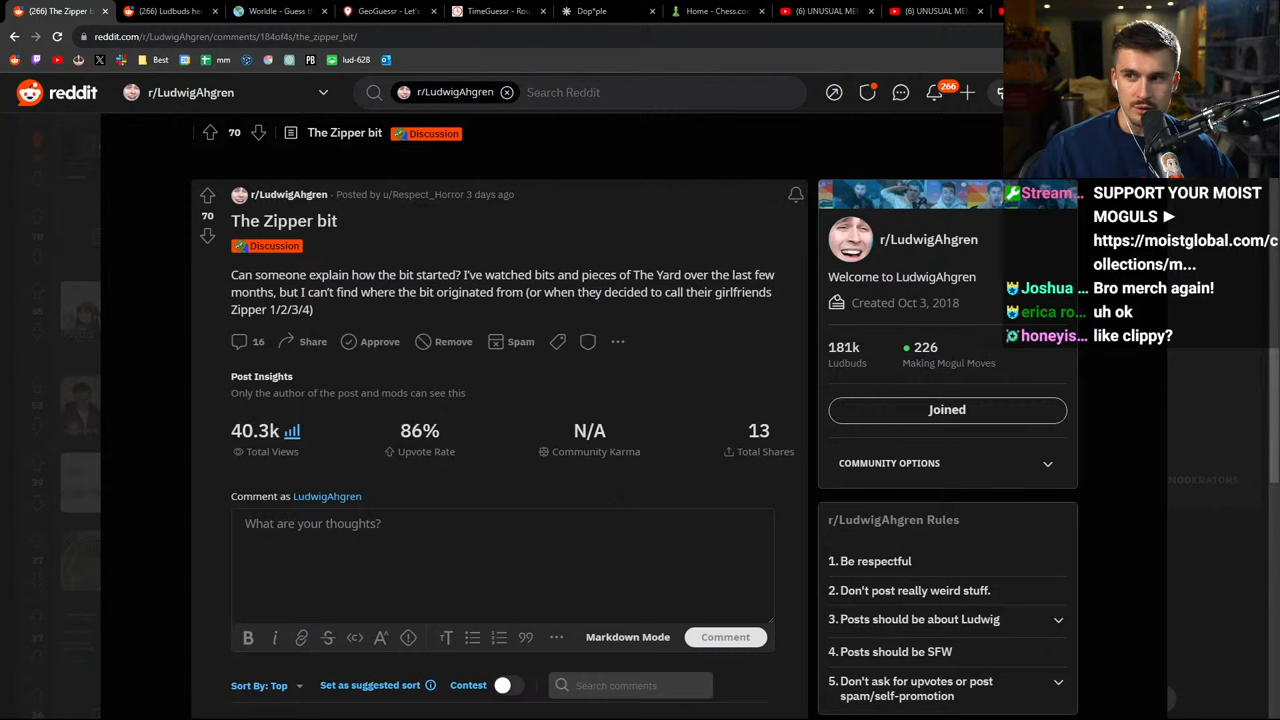 (266) The Zipper b
(266) Ludbuds he
Worldle - Guess th
GeoGuessr - Let's
TimeGuessr - Rou
Dop*ple
Home - Chess.co
(6) UNUSUAL ME
(6) UNUSUAL ME
reddit.com/r/LudwigAhgren/comments/184of4s/the_zipper_bit/
Best
mm
PB
lud-628
reddit
r/LudwigAhgren
r/LudwigAhgren
Search Reddit
266
70
The Zipper bit
Discussion
r/LudwigAhgren · Posted by u/Respect_Horror 3 days ago
70
The Zipper bit
Discussion
Can someone explain how the bit started? I've watched bits and pieces of The Yard over the last few
months, but I can't find where the bit originated from (or when they decided to call their girlfriends
Zipper 1/2/3/4)
16
Share
Approve
Remove
Spam
Post Insights
Only the author of the post and mods can see this
40.3k
86%
N/A
13
Total Views
Upvote Rate
Community Karma
Total Shares
Comment as LudwigAhgren
What are your thoughts?
Markdown Mode
Comment
Sort By: Top
Set as suggested sort
Contest
Search comments
r/LudwigAhgren
Welcome to LudwigAhgren
Created Oct 3, 2018
181k
226
Ludbuds
Making Mogul Moves
Joined
COMMUNITY OPTIONS
r/LudwigAhgren Rules
1. Be respectful
2. Don't post really weird stuff.
3. Posts should be about Ludwig
4. Posts should be SFW
5. Don't ask for upvotes or post
spam/self-promotion
MODERATORS
Stream… SUPPORT YOUR MOIST
MOGULS ►
https://moistglobal.com/c
ollections/m...
Joshua … Bro merch again!
erica ro… uh ok
honeyis… like clippy?